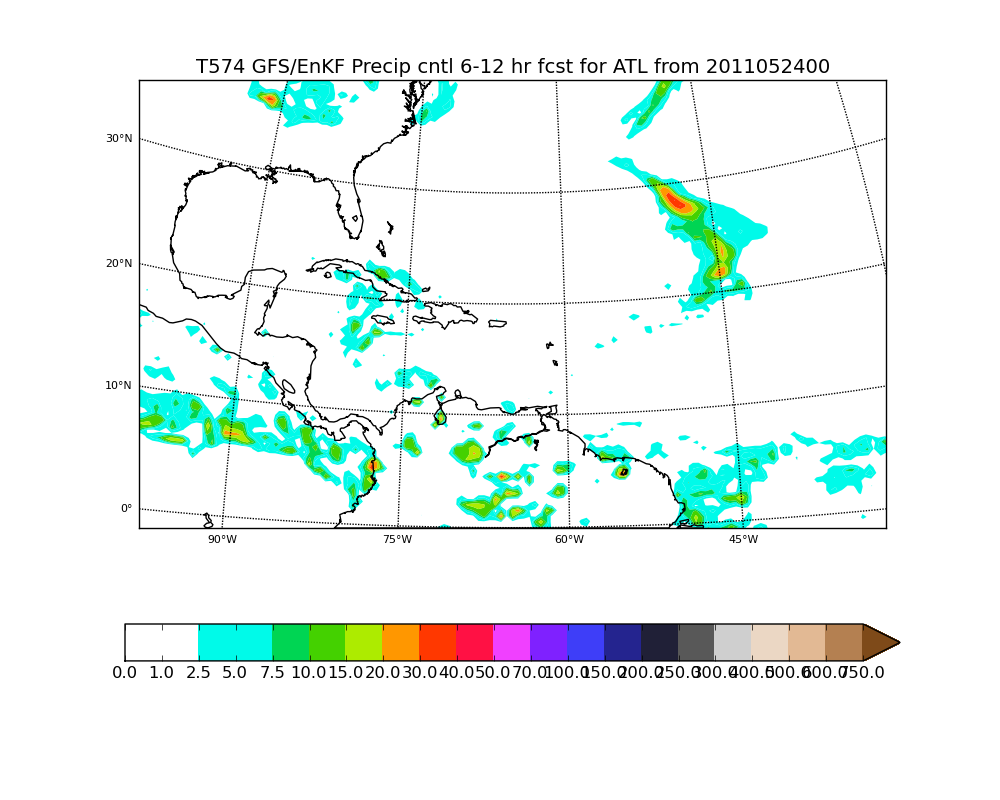 T574 GFS/EnKF Precip cntl 6-12 hr fcst for ATL from 2011052400
30°N
20°N
10°N
0°
90°W 75°W 60°W 45°W
0.0 1.0 2.5 5.0 7.5 10.0 15.0 20.0 30.0 40.0 50.0 70.0 100.0 150.0 200.0 250.0 300.0 400.0 500.0 600.0 750.0